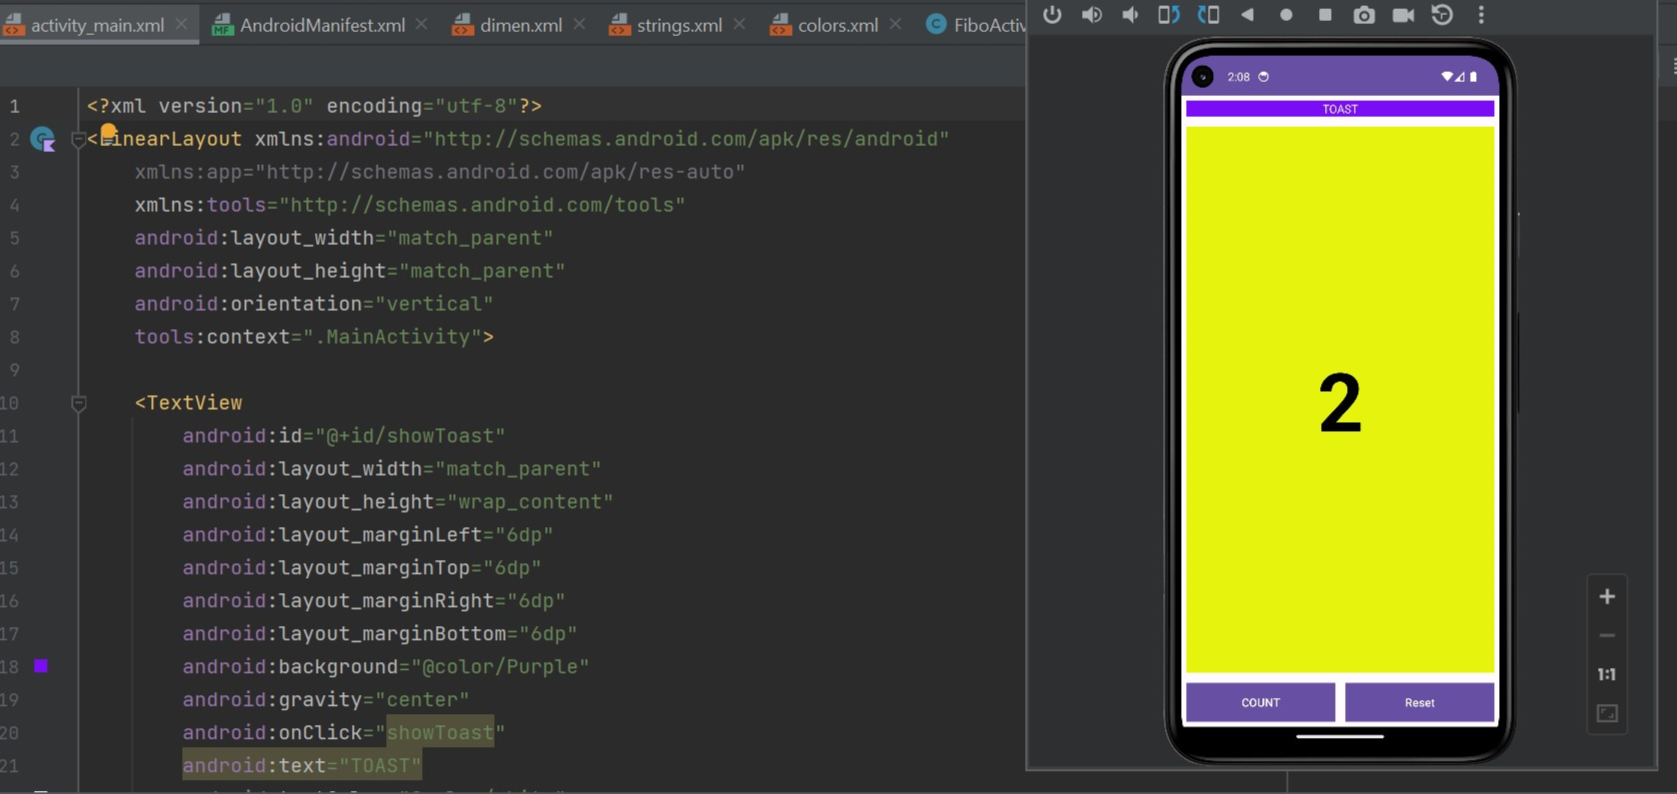 activity_main.xml AndroidManifest.xml dimen.xml strings.xml colors.xml FiboActiv
1 <?xml version="1.0" encoding="utf-8"?>
2 <LinearLayout xmlns:android="http://schemas.android.com/apk/res/android"
3 xmlns:app="http://schemas.android.com/apk/res-auto"
4 xmlns:tools="http://schemas.android.com/tools"
5 android:layout_width="match_parent"
6 android:layout_height="match_parent"
7 android:orientation="vertical"
8 tools:context=".MainActivity">
9
10 <TextView
11 android:id="@+id/showToast"
12 android:layout_width="match_parent"
13 android:layout_height="wrap_content"
14 android:layout_marginLeft="6dp"
15 android:layout_marginTop="6dp"
16 android:layout_marginRight="6dp"
17 android:layout_marginBottom="6dp"
18 android:background="@color/Purple"
19 android:gravity="center"
20 android:onClick="showToast"
21 android:text="TOAST"
2:08
TOAST
2
COUNT Reset
1:1